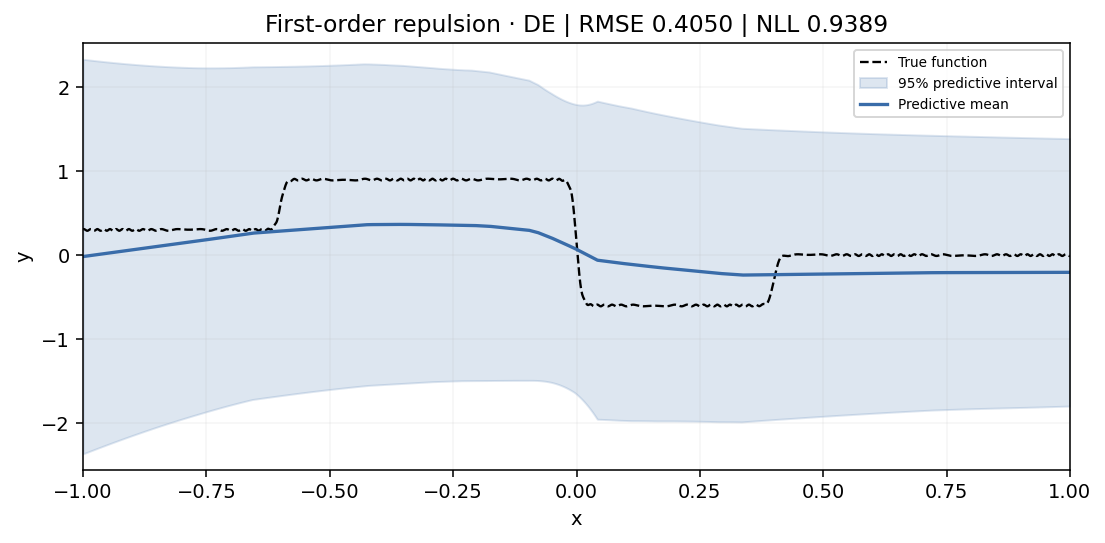 First-order repulsion · DE | RMSE 0.4050 | NLL 0.9389
True function
95% predictive interval
Predictive mean
2
1
0
−1
−2
y
−1.00 −0.75 −0.50 −0.25 0.00 0.25 0.50 0.75 1.00
x